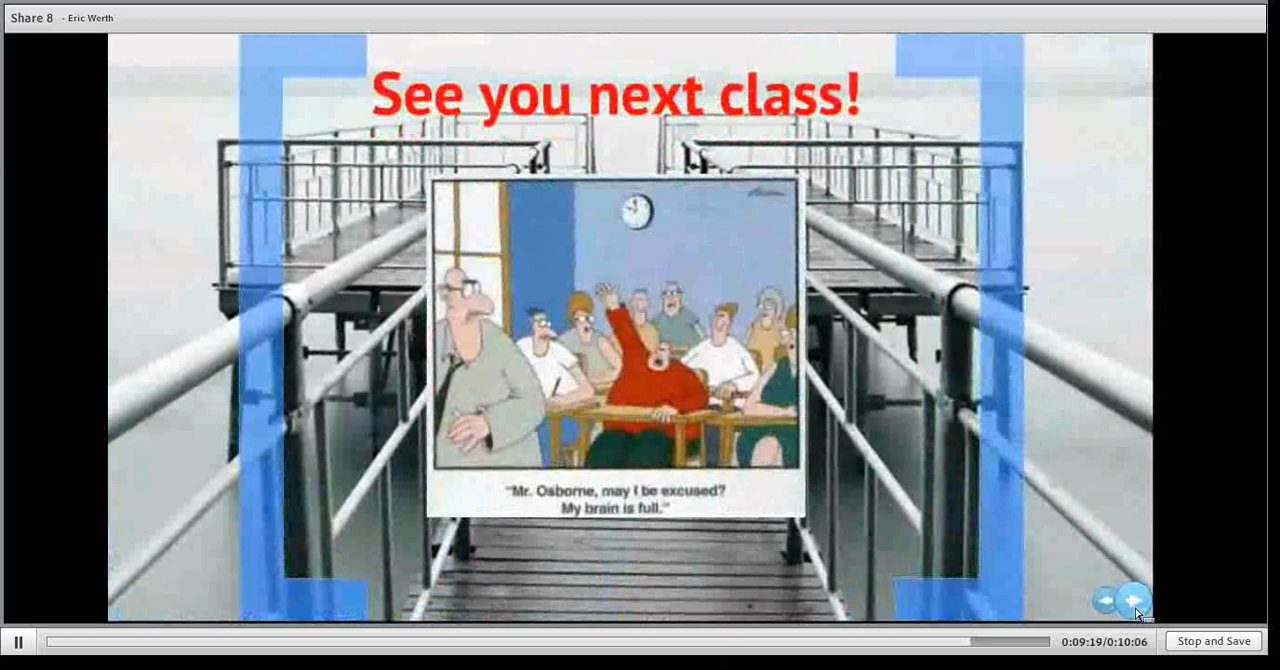 Share 8 - Eric Werth
See you next class!
"Mr. Osborne, may I be excused?
My brain is full."
0:09:19/0:10:06
Stop and Save